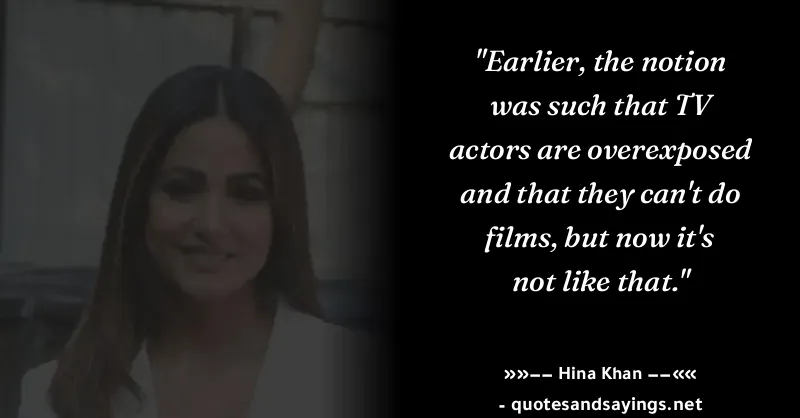 "Earlier, the notion
was such that TV
actors are overexposed
and that they can't do
films, but now it's
not like that."
»»−− Hina Khan −−««
- quotesandsayings.net